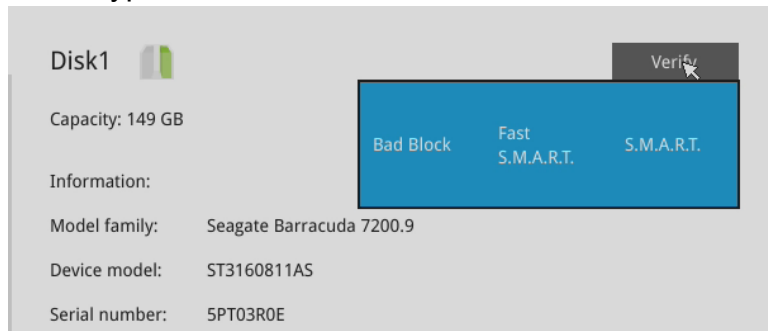 Disk1
Verify
Capacity: 149 GB
Bad Block
Fast
S.M.A.R.T.
S.M.A.R.T.
Information:
Model family: Seagate Barracuda 7200.9
Device model: ST3160811AS
Serial number: 5PT03R0E